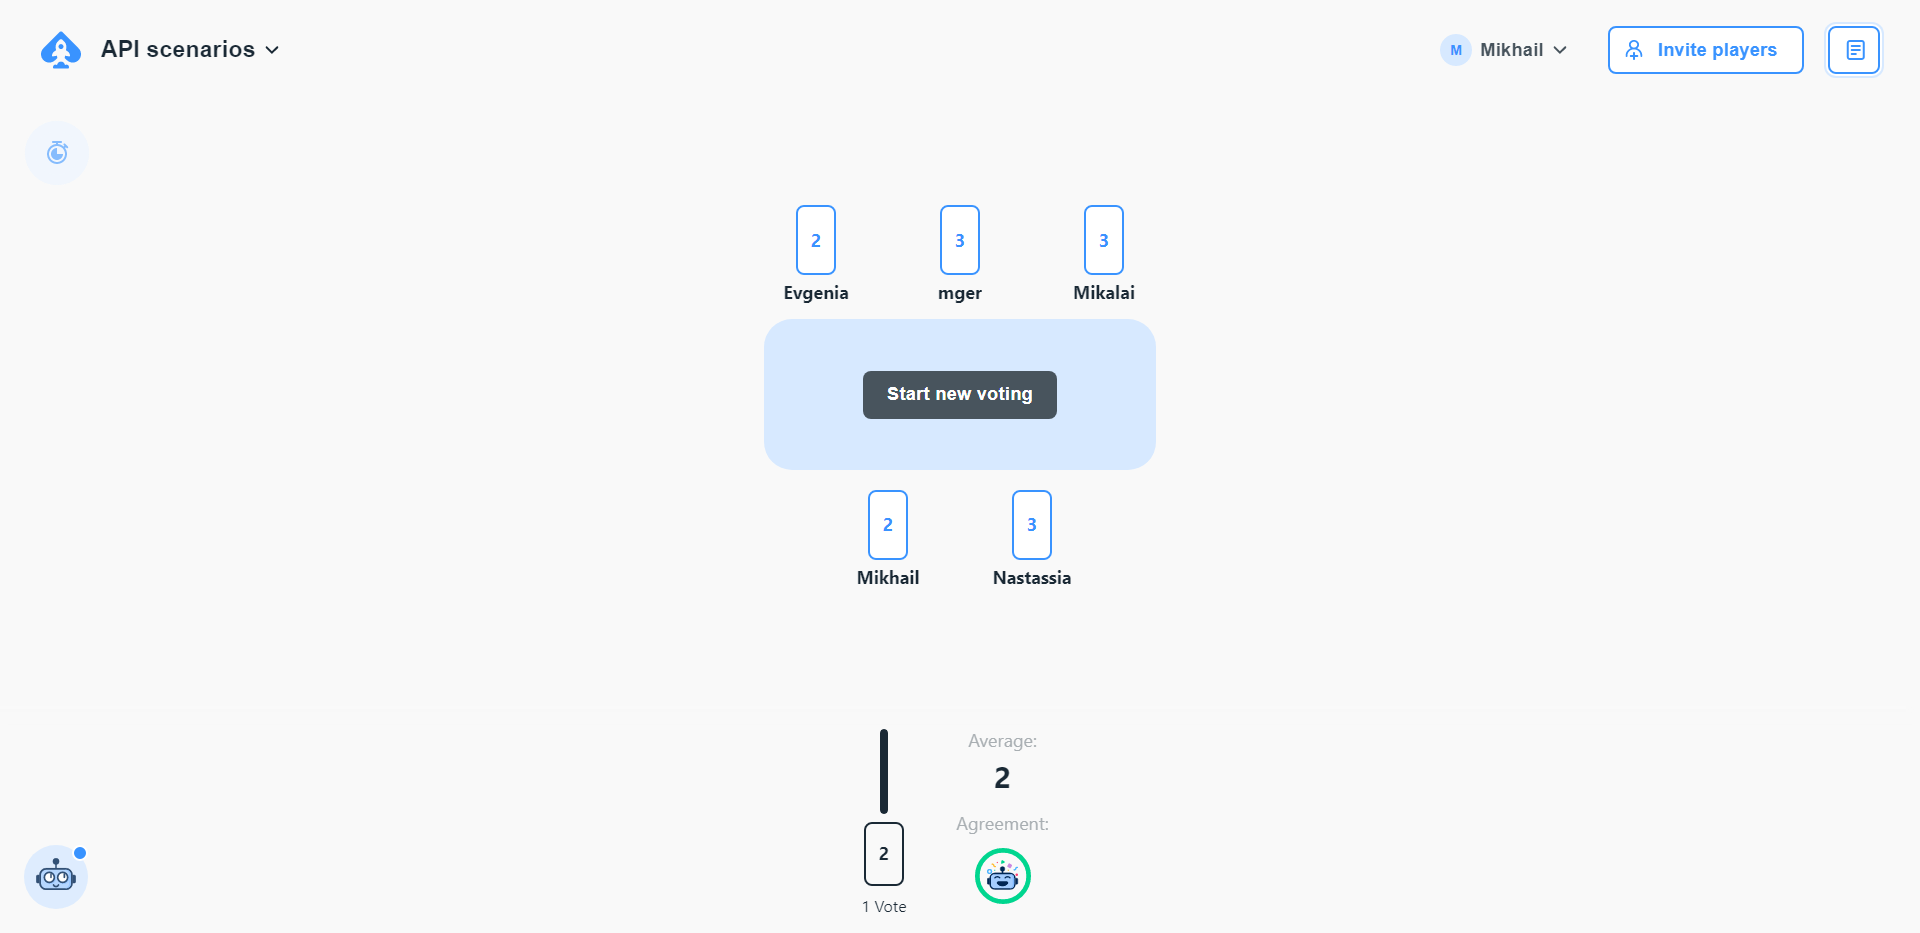 API scenarios
M Mikhail
Invite players
2 3 3
Evgenia mger Mikalai
Start new voting
2 3
Mikhail Nastassia
Average:
2
Agreement:
2
1 Vote